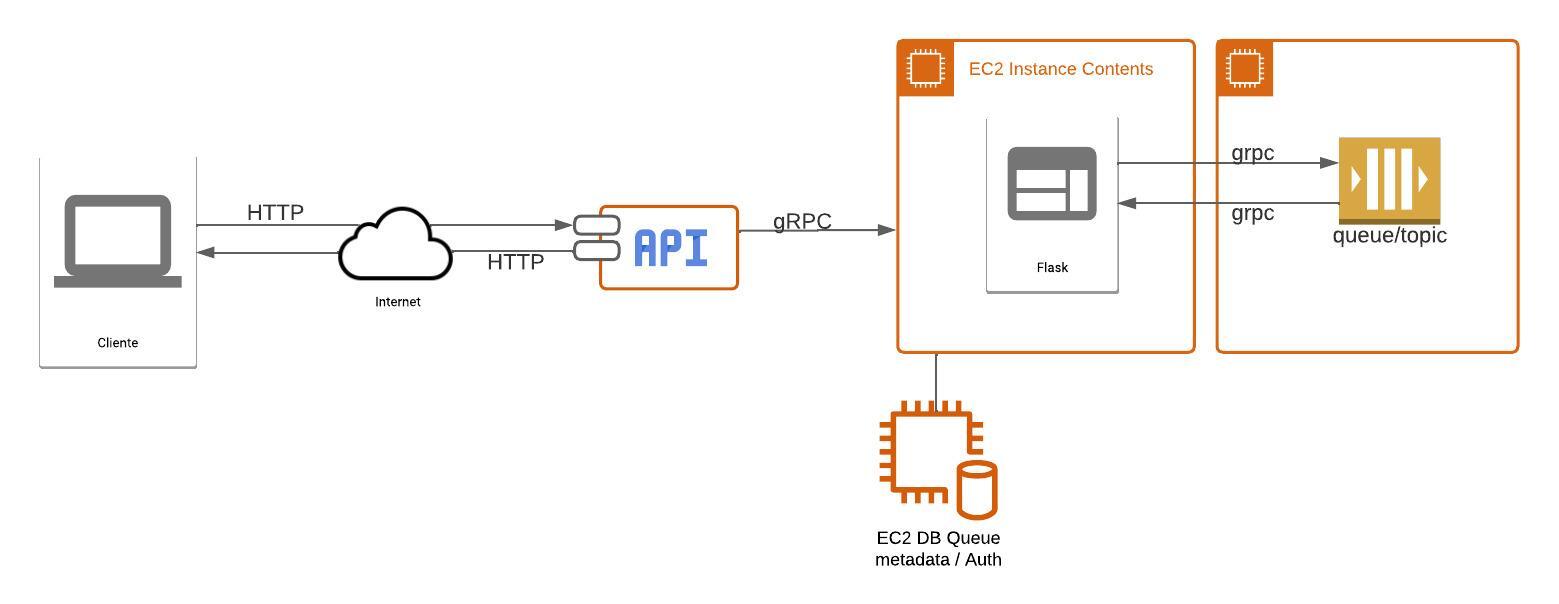 EC2 Instance Contents
HTTP
HTTP
Internet
Cliente
API
gRPC
Flask
grpc
grpc
queue/topic
EC2 DB Queue
metadata / Auth